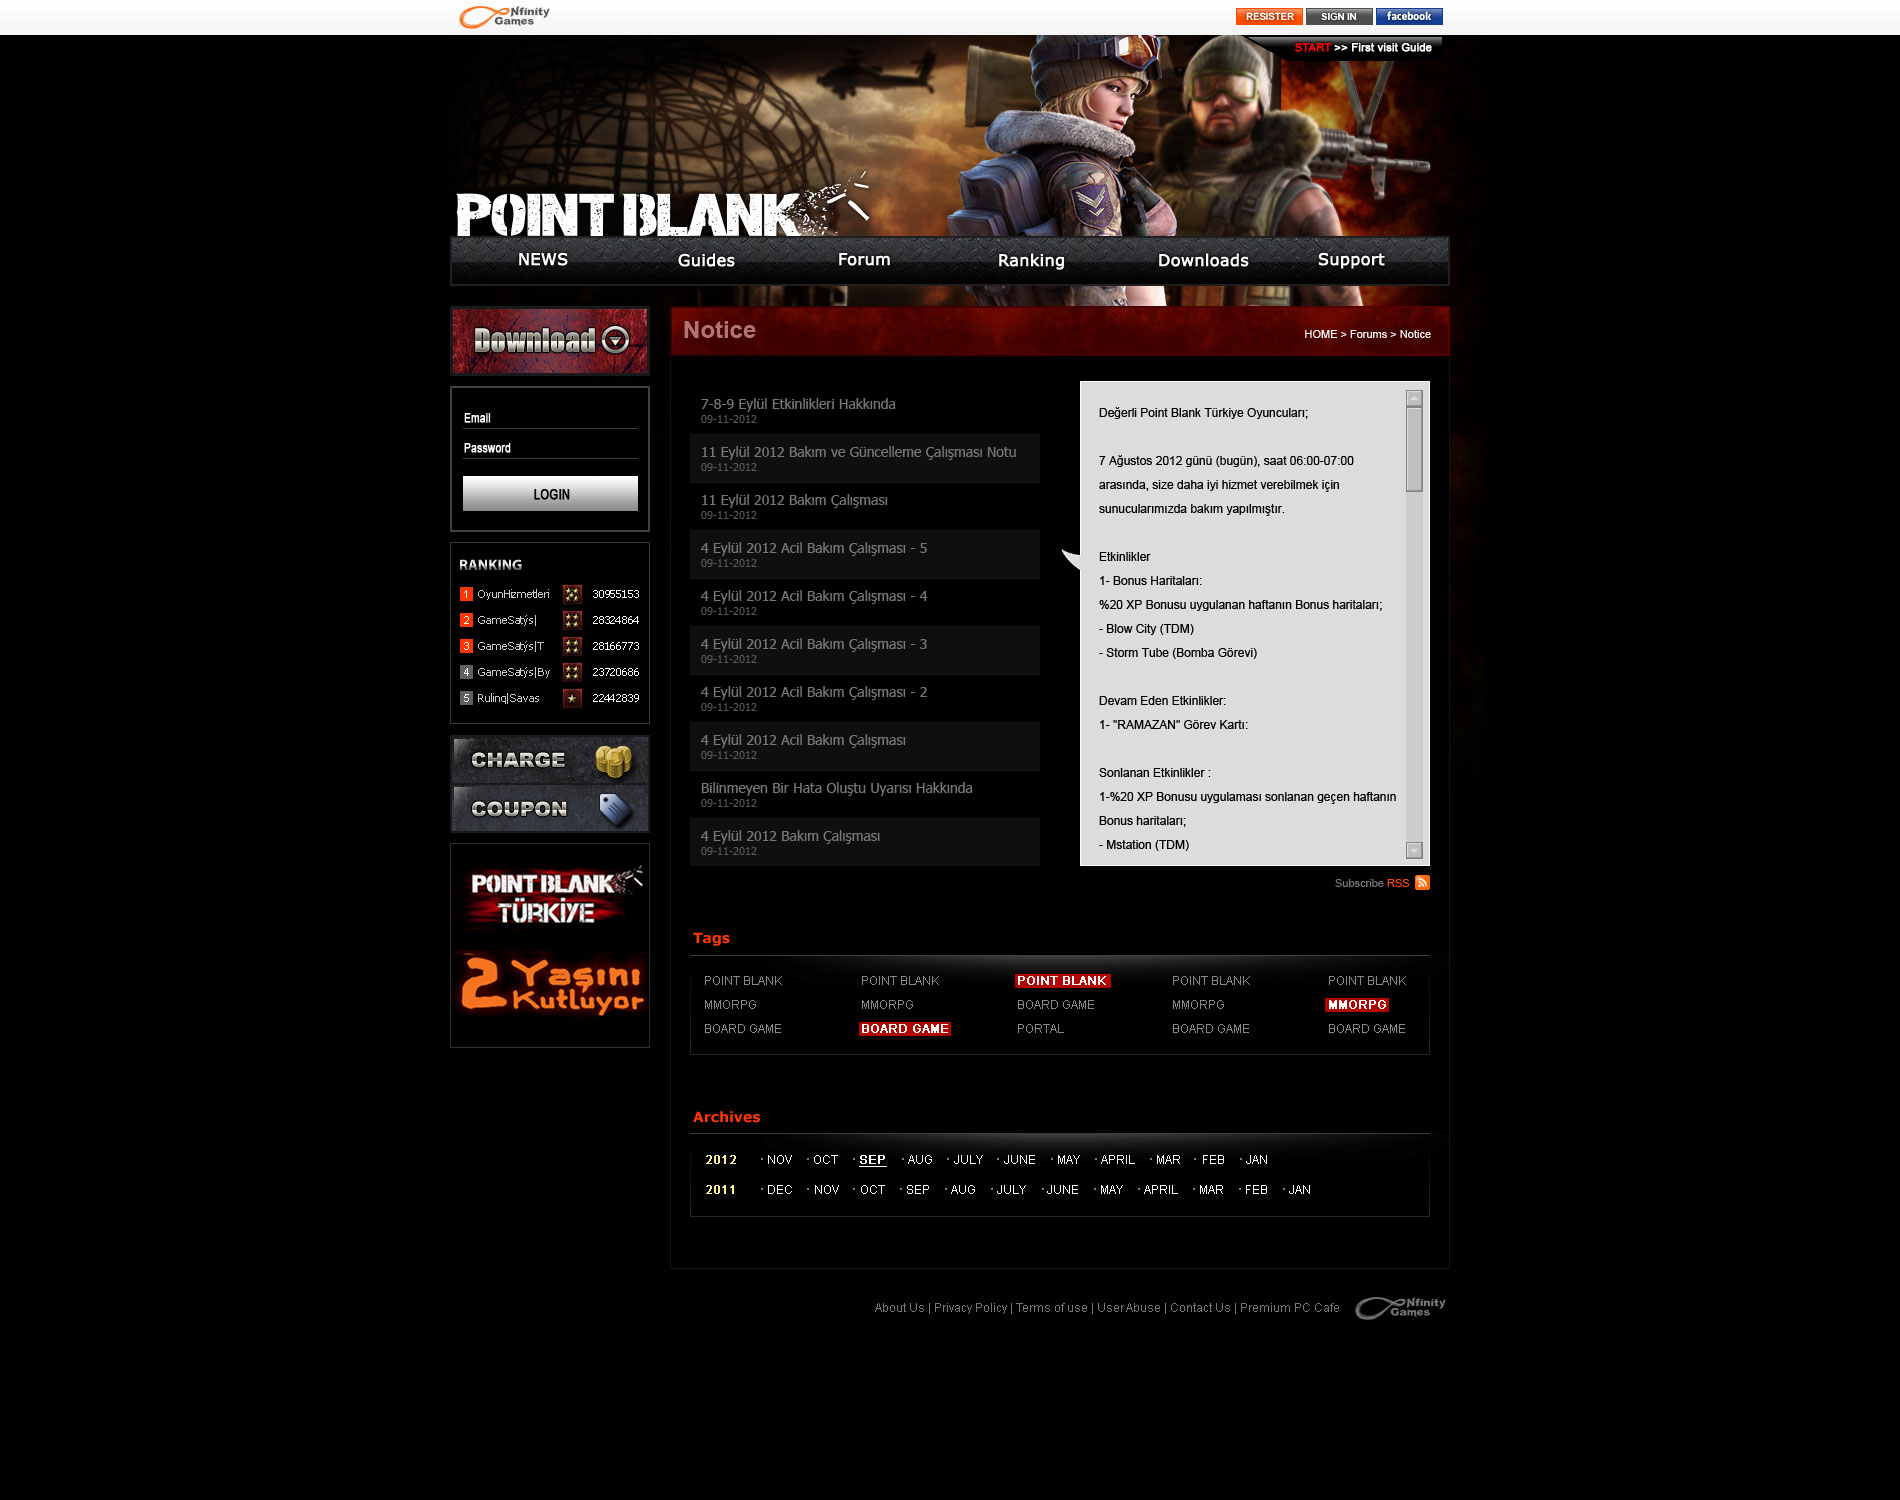 Nfinity
Games
RESISTER
SIGN IN
facebook
START >> First visit Guide
POINT BLANK
NEWS
Guides
Forum
Ranking
Downloads
Support
Download
Email
Password
LOGIN
RANKING
1 OyunHizmetleri 30955153
2 GameSatýs| 28324864
3 GameSatýs|T 28166773
4 GameSatýs|By 23720686
5 Rulinq|Savas 22442839
CHARGE
COUPON
POINT BLANK
TÜRKİYE
2 Yaşını
Kutluyor
Notice
HOME > Forums > Notice
7-8-9 Eylül Etkinlikleri Hakkında
09-11-2012
11 Eylül 2012 Bakım ve Güncelleme Çalışması Notu
09-11-2012
11 Eylül 2012 Bakım Çalışması
09-11-2012
4 Eylül 2012 Acil Bakım Çalışması - 5
09-11-2012
4 Eylül 2012 Acil Bakım Çalışması - 4
09-11-2012
4 Eylül 2012 Acil Bakım Çalışması - 3
09-11-2012
4 Eylül 2012 Acil Bakım Çalışması - 2
09-11-2012
4 Eylül 2012 Acil Bakım Çalışması
09-11-2012
Bilinmeyen Bir Hata Oluştu Uyarısı Hakkında
09-11-2012
4 Eylül 2012 Bakım Çalışması
09-11-2012
Değerli Point Blank Türkiye Oyuncuları;
7 Ağustos 2012 günü (bugün), saat 06:00-07:00
arasında, size daha iyi hizmet verebilmek için
sunucularımızda bakım yapılmıştır.
Etkinlikler
1- Bonus Haritaları:
%20 XP Bonusu uygulanan haftanın Bonus haritaları;
- Blow City (TDM)
- Storm Tube (Bomba Görevi)
Devam Eden Etkinlikler:
1- "RAMAZAN" Görev Kartı:
Sonlanan Etkinlikler :
1-%20 XP Bonusu uygulaması sonlanan geçen haftanın
Bonus haritaları;
- Mstation (TDM)
Subscribe RSS
Tags
POINT BLANK POINT BLANK POINT BLANK POINT BLANK POINT BLANK
MMORPG MMORPG BOARD GAME MMORPG MMORPG
BOARD GAME BOARD GAME PORTAL BOARD GAME BOARD GAME
Archives
2012 · NOV · OCT · SEP · AUG · JULY · JUNE · MAY · APRIL · MAR · FEB · JAN
2011 · DEC · NOV · OCT · SEP · AUG · JULY · JUNE · MAY · APRIL · MAR · FEB · JAN
About Us | Privacy Policy | Terms of use | User Abuse | Contact Us | Premium PC Cafe
Nfinity
Games